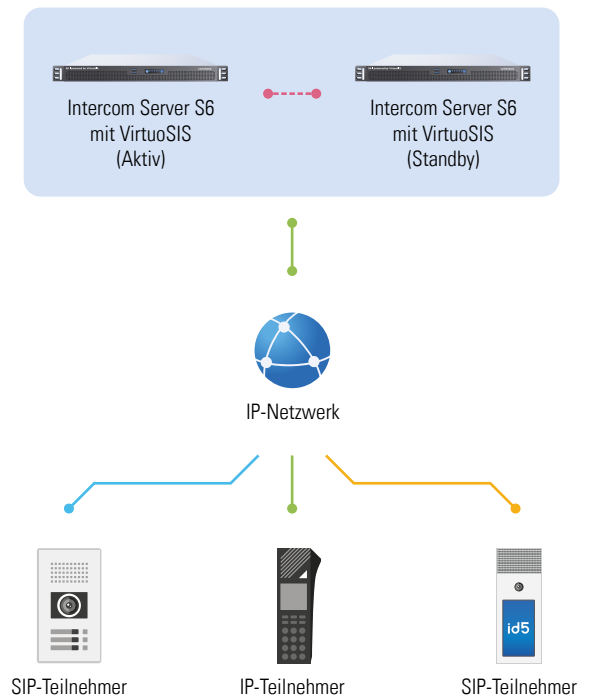 Intercom Server S6
mit VirtuoSIS
(Aktiv)
Intercom Server S6
mit VirtuoSIS
(Standby)
IP-Netzwerk
id5
SIP-Teilnehmer
IP-Teilnehmer
SIP-Teilnehmer